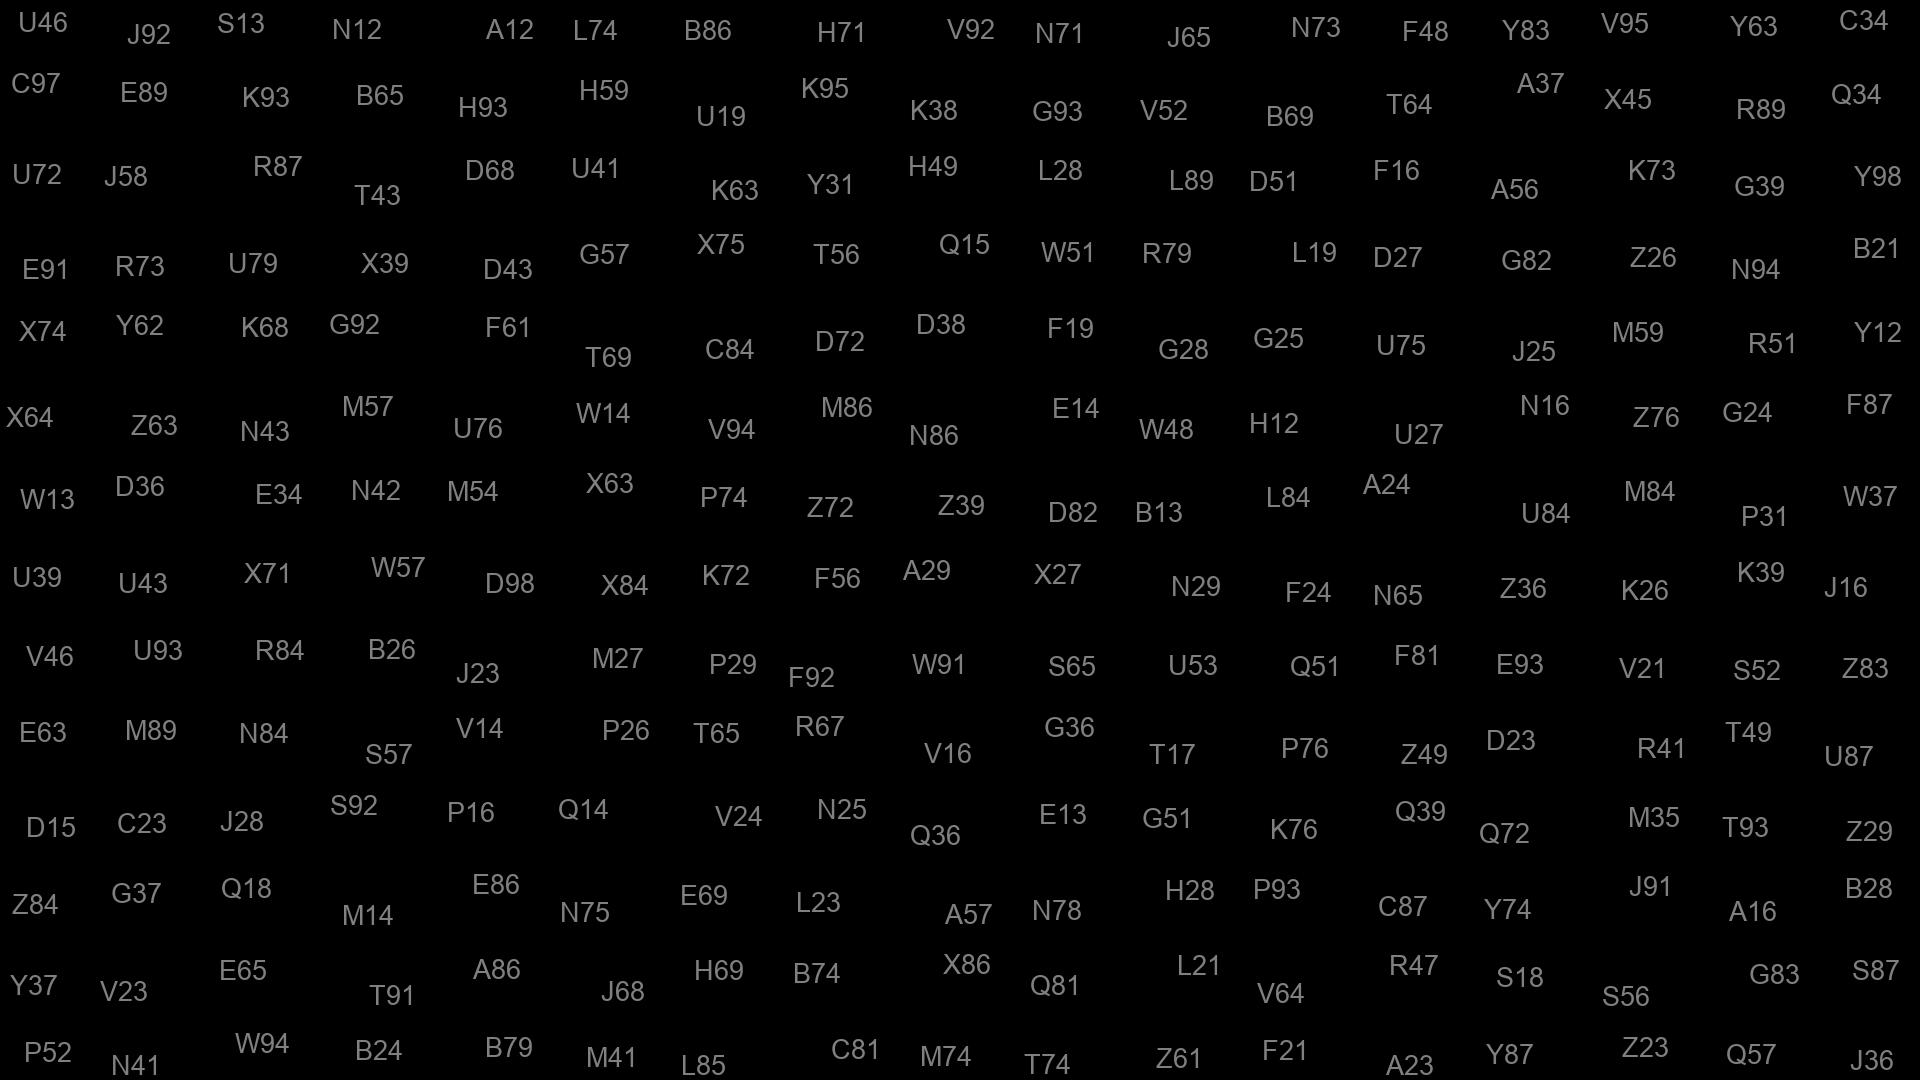 U46 J92 S13 N12 A12 L74 B86 H71 V92 N71 J65 N73 F48 Y83 V95 Y63 C34
C97 E89 K93 B65 H93 H59 U19 K95 K38 G93 V52 B69 T64 A37 X45 R89 Q34
U72 J58 R87 T43 D68 U41 K63 Y31 H49 L28 L89 D51 F16 A56 K73 G39 Y98
E91 R73 U79 X39 D43 G57 X75 T56 Q15 W51 R79 L19 D27 G82 Z26 N94 B21
X74 Y62 K68 G92 F61 T69 C84 D72 D38 F19 G28 G25 U75 J25 M59 R51 Y12
X64 Z63 N43 M57 U76 W14 V94 M86 N86 E14 W48 H12 U27 N16 Z76 G24 F87
W13 D36 E34 N42 M54 X63 P74 Z72 Z39 D82 B13 L84 A24 U84 M84 P31 W37
U39 U43 X71 W57 D98 X84 K72 F56 A29 X27 N29 F24 N65 Z36 K26 K39 J16
V46 U93 R84 B26 J23 M27 P29 F92 W91 S65 U53 Q51 F81 E93 V21 S52 Z83
E63 M89 N84 S57 V14 P26 T65 R67 V16 G36 T17 P76 Z49 D23 R41 T49 U87
D15 C23 J28 S92 P16 Q14 V24 N25 Q36 E13 G51 K76 Q39 Q72 M35 T93 Z29
Z84 G37 Q18 M14 E86 N75 E69 L23 A57 N78 H28 P93 C87 Y74 J91 A16 B28
Y37 V23 E65 T91 A86 J68 H69 B74 X86 Q81 L21 V64 R47 S18 S56 G83 S87
P52 N41 W94 B24 B79 M41 L85 C81 M74 T74 Z61 F21 A23 Y87 Z23 Q57 J36